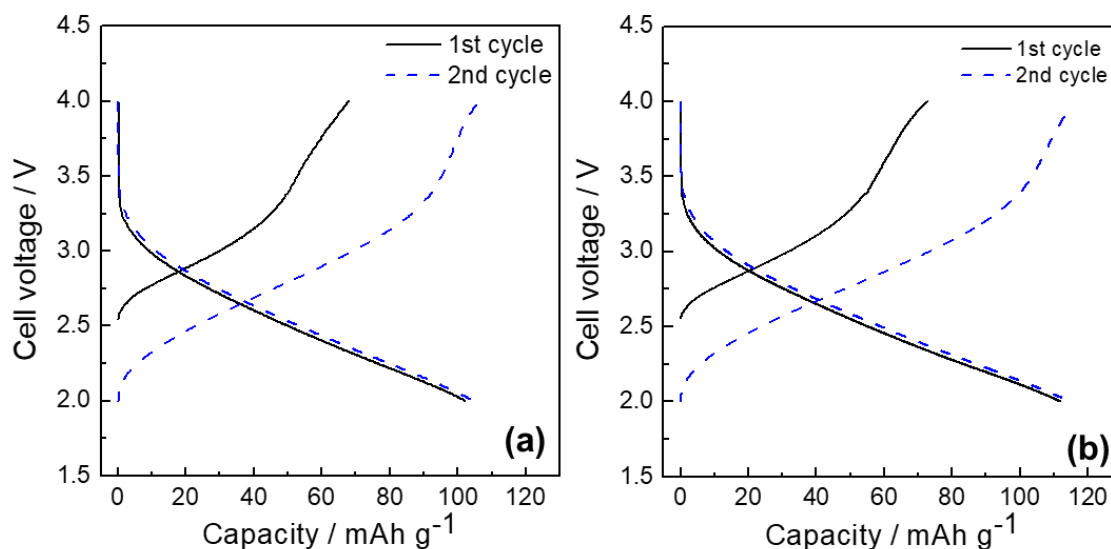 4.5
4.0
3.5
3.0
2.5
2.0
1.5
Cell voltage / V
1st cycle
2nd cycle
(a)
0 20 40 60 80 100 120
Capacity / mAh g⁻¹
4.5
4.0
3.5
3.0
2.5
2.0
1.5
Cell voltage / V
1st cycle
2nd cycle
(b)
0 20 40 60 80 100 120
Capacity / mAh g⁻¹